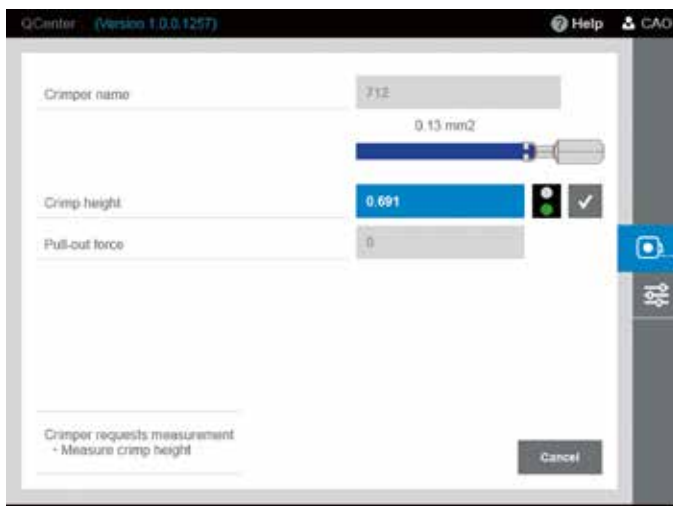 QCenter (Version 1.0.0.1257) Help CAO
Crimper name 712
0.13 mm2
Crimp height 0.691
Pull-out force 0
Crimper requests measurement
- Measure crimp height
Cancel